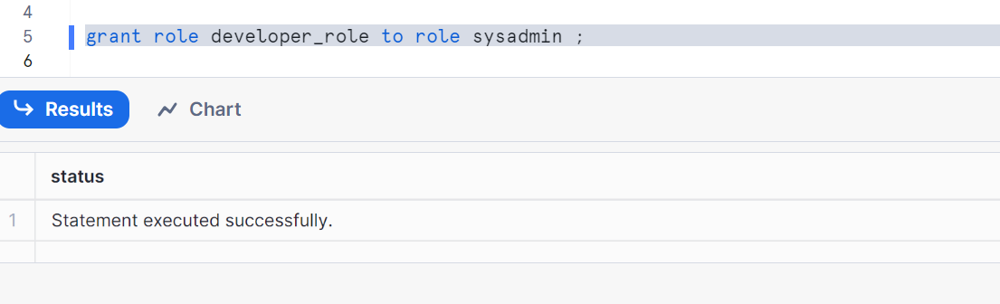 4
5 grant role developer_role to role sysadmin ;
6
Results Chart
status
1 Statement executed successfully.